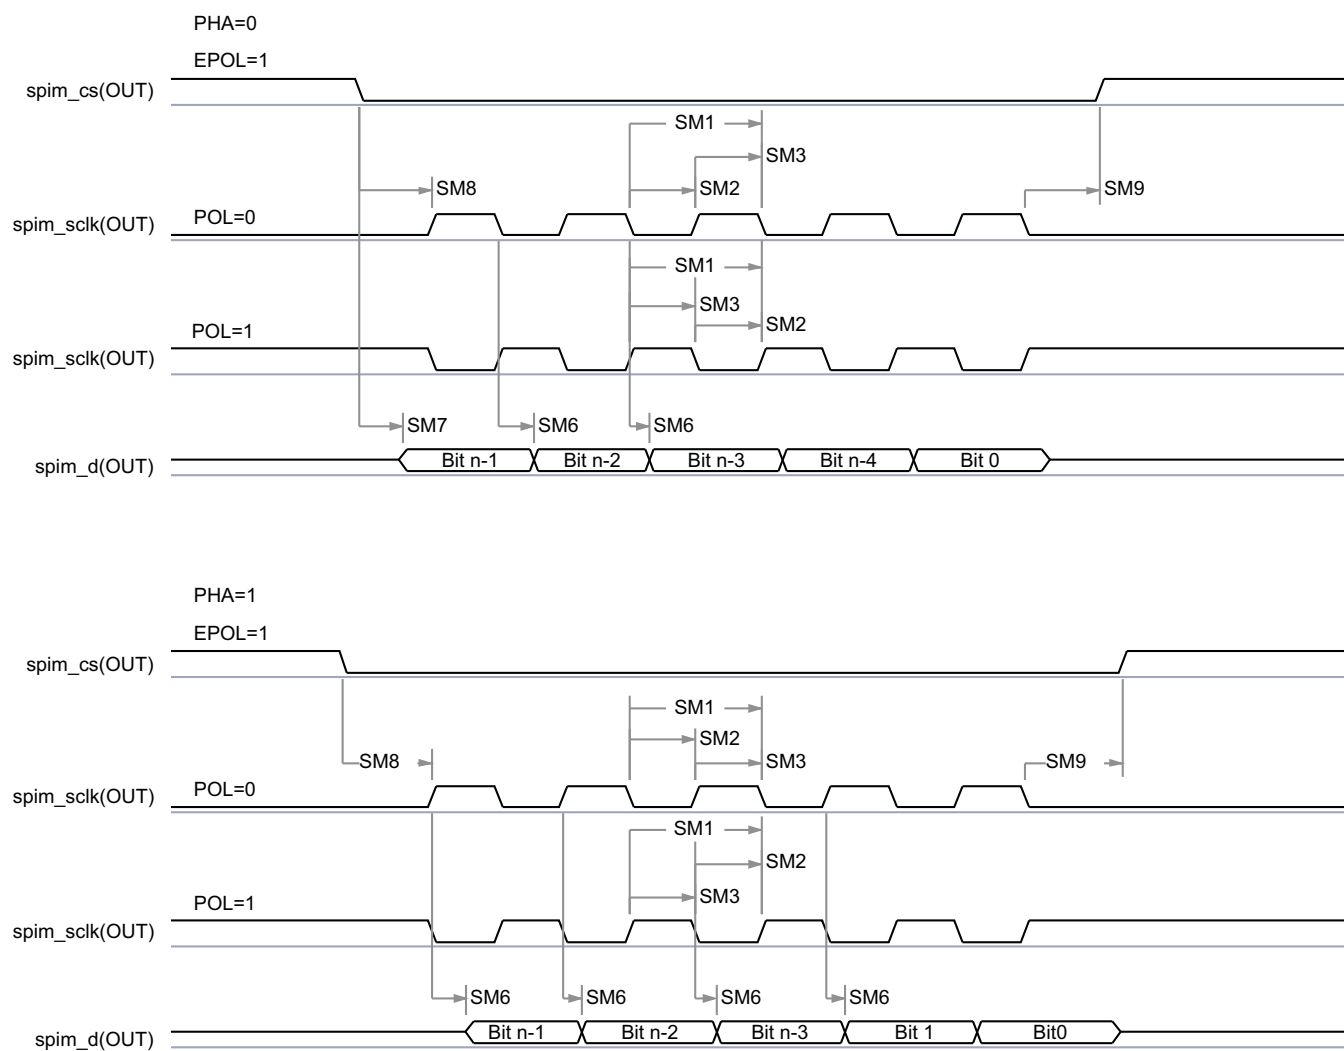 PHA=0
EPOL=1
spim_cs(OUT)
SM1
SM3
SM8
SM2
SM9
POL=0
spim_sclk(OUT)
SM1
SM3
SM2
POL=1
spim_sclk(OUT)
SM7
SM6
SM6
spim_d(OUT)
Bit n-1
Bit n-2
Bit n-3
Bit n-4
Bit 0
PHA=1
EPOL=1
spim_cs(OUT)
SM1
SM2
SM8
SM3
SM9
POL=0
spim_sclk(OUT)
SM1
SM2
SM3
POL=1
spim_sclk(OUT)
SM6
SM6
SM6
SM6
spim_d(OUT)
Bit n-1
Bit n-2
Bit n-3
Bit 1
Bit0